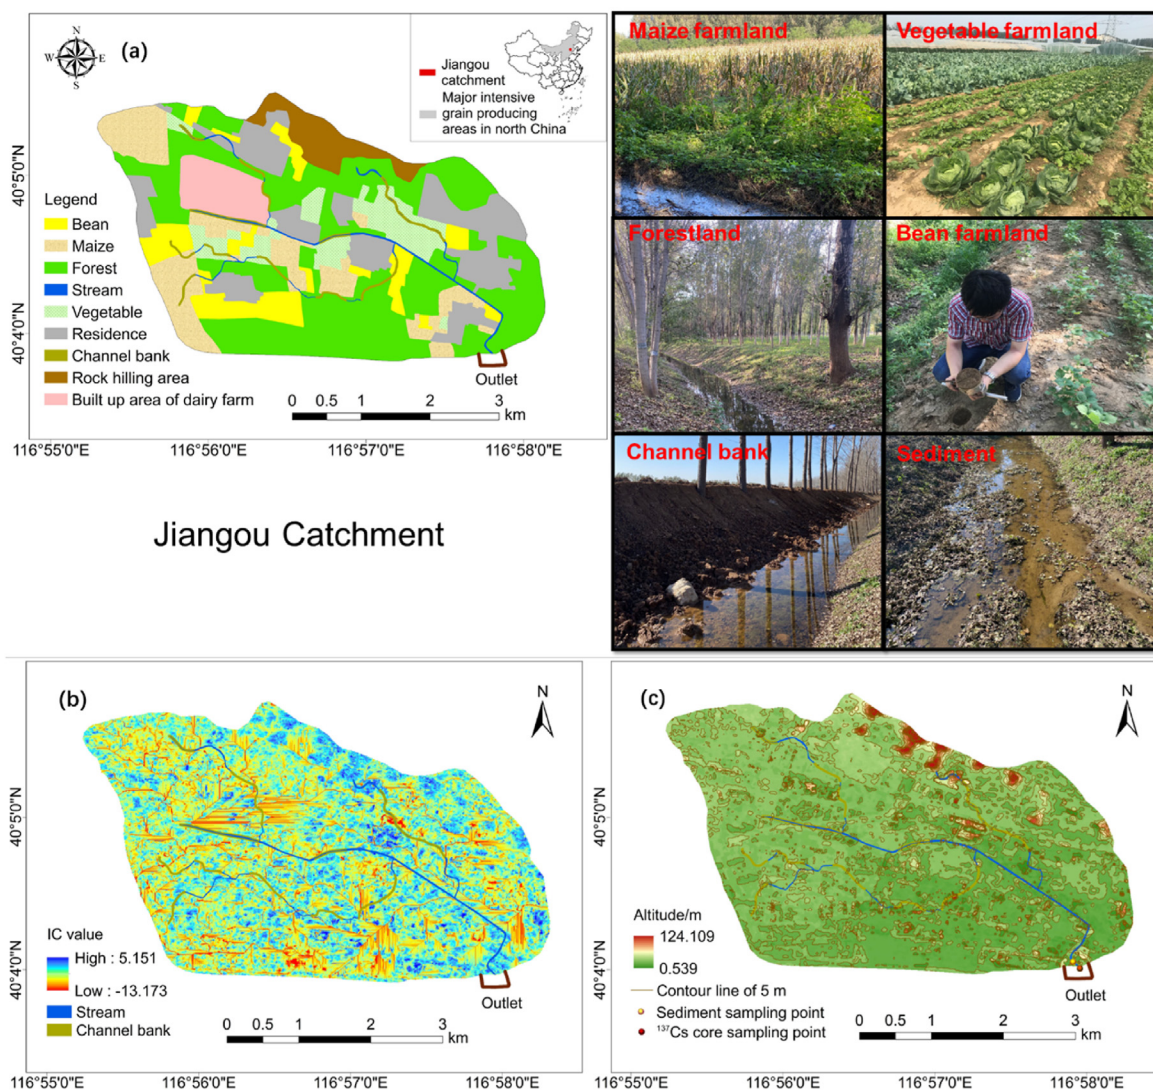 (a)
N
W
E
S
Jiangou
catchment
Major intensive
grain producing
areas in north China
40°5'0"N
40°4'0"N
Legend
Bean
Maize
Forest
Stream
Vegetable
Residence
Channel bank
Rock hilling area
Built up area of dairy farm
Outlet
0 0.5 1 2 3
km
116°55'0"E 116°56'0"E 116°57'0"E 116°58'0"E
Maize farmland
Vegetable farmland
Forestland
Bean farmland
Channel bank
Sediment
Jiangou Catchment
(b)
N
40°5'0"N
40°4'0"N
IC value
High : 5.151
Low : -13.173
Stream
Channel bank
Outlet
0 0.5 1 2 3
km
116°55'0"E 116°56'0"E 116°57'0"E 116°58'0"E
(c)
N
40°5'0"N
40°4'0"N
Altitude/m
124.109
0.539
Contour line of 5 m
Sediment sampling point
¹³⁷Cs core sampling point
Outlet
0 0.5 1 2 3
km
116°55'0"E 116°56'0"E 116°57'0"E 116°58'0"E